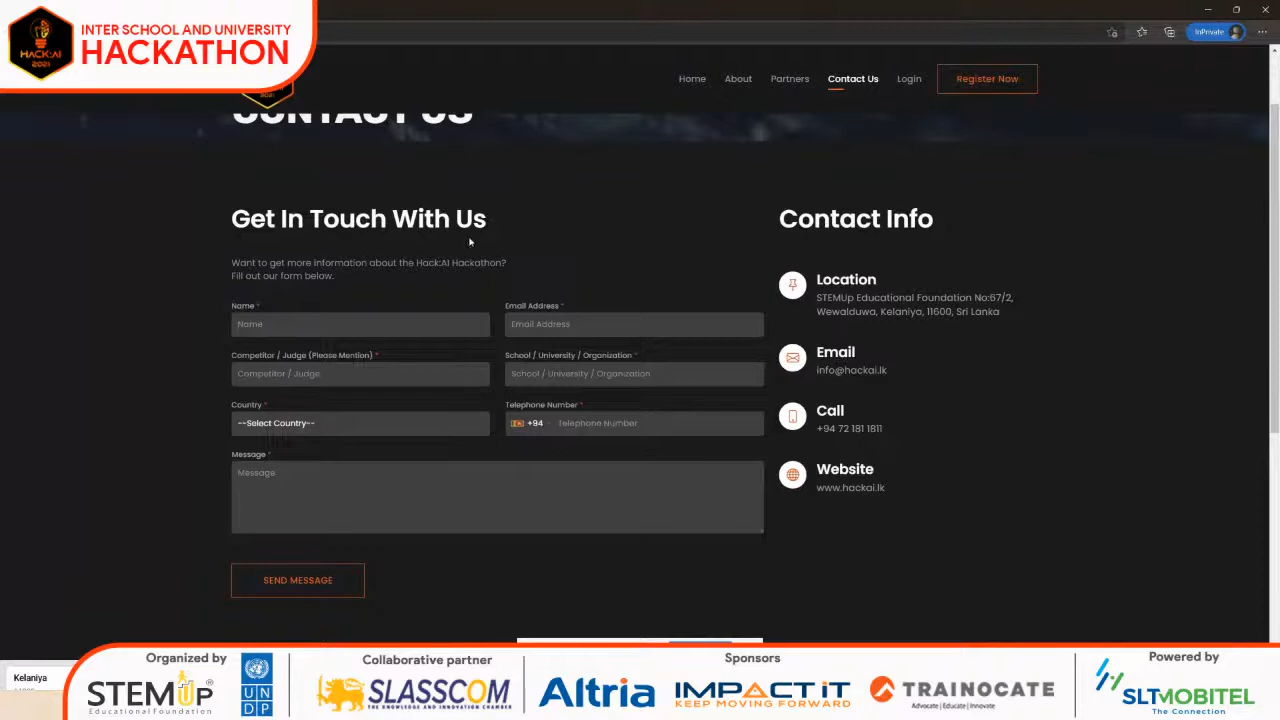 HACK:AI
2021
INTER SCHOOL AND UNIVERSITY
HACKATHON
InPrivate
2021
Home
About
Partners
Contact Us
Login
Register Now
CONTACT US
Get In Touch With Us
Want to get more information about the Hack:AI Hackathon?
Fill out our form below.
Name *
Email Address *
Name
Email Address
Competitor / Judge (Please Mention) *
School / University / Organization *
Competitor / Judge
School / University / Organization
Country *
Telephone Number *
--Select Country--
+94
Telephone Number
Message *
Message
SEND MESSAGE
Contact Info
Location
STEMUp Educational Foundation No:67/2,
Wewalduwa, Kelaniya, 11600, Sri Lanka
Email
info@hackai.lk
Call
+94 72 181 1811
Website
www.hackai.lk
Kelaniya
Organized by
STEMUP®
Educational Foundation
UN
DP
Collaborative partner
SLASSCOM
THE KNOWLEDGE AND INNOVATION CHAMBER
Sponsors
Altria
IMPACT iT
KEEP MOVING FORWARD
TRAINOCATE
Advocate | Educate | Innovate
Powered by
SLTMOBITEL
The Connection